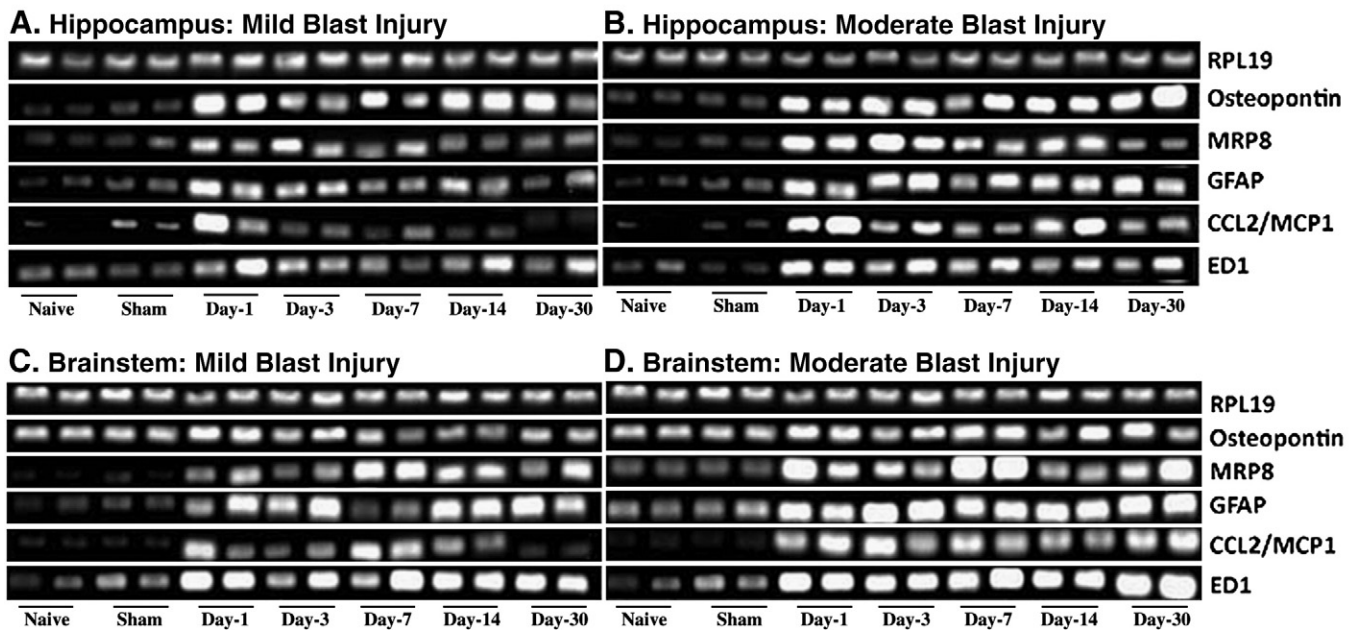 A. Hippocampus: Mild Blast Injury
B. Hippocampus: Moderate Blast Injury
RPL19
Osteopontin
MRP8
GFAP
CCL2/MCP1
ED1
Naive Sham Day-1 Day-3 Day-7 Day-14 Day-30
Naive Sham Day-1 Day-3 Day-7 Day-14 Day-30
C. Brainstem: Mild Blast Injury
D. Brainstem: Moderate Blast Injury
RPL19
Osteopontin
MRP8
GFAP
CCL2/MCP1
ED1
Naive Sham Day-1 Day-3 Day-7 Day-14 Day-30
Naive Sham Day-1 Day-3 Day-7 Day-14 Day-30